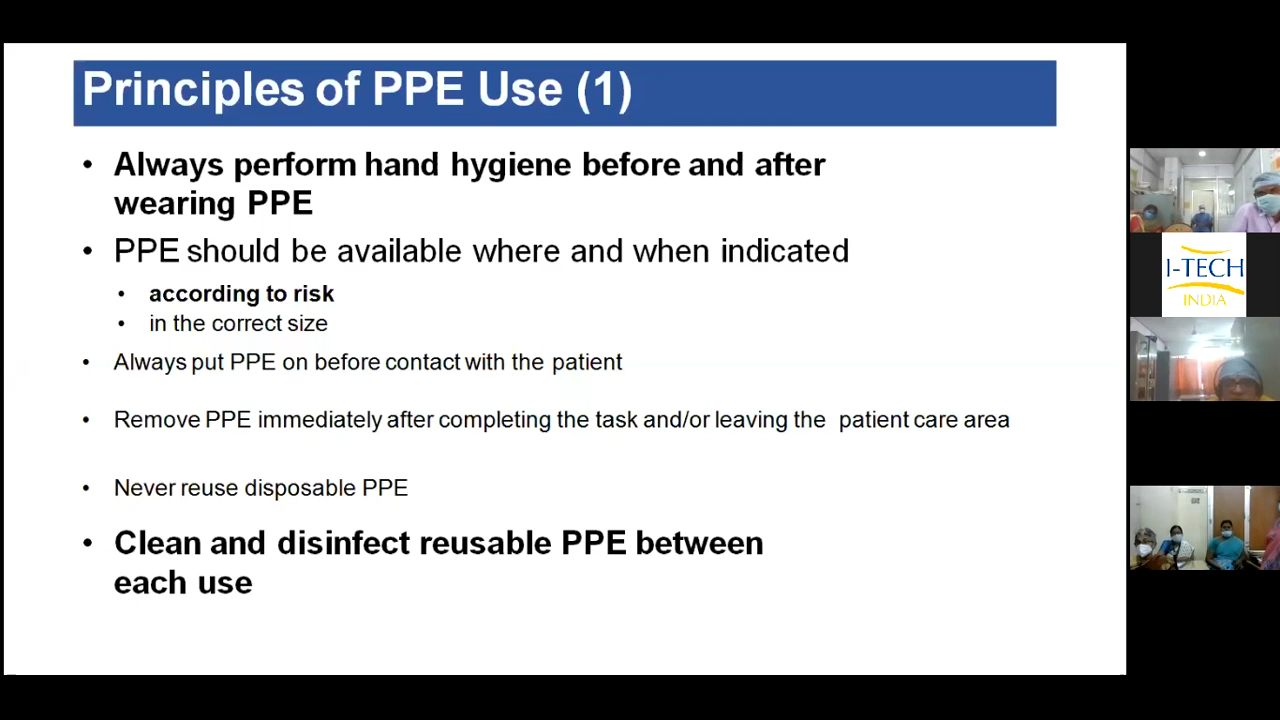 Principles of PPE Use (1)
• Always perform hand hygiene before and after
wearing PPE
• PPE should be available where and when indicated
• according to risk
• in the correct size
• Always put PPE on before contact with the patient
• Remove PPE immediately after completing the task and/or leaving the patient care area
• Never reuse disposable PPE
• Clean and disinfect reusable PPE between
each use
I-TECH
INDIA